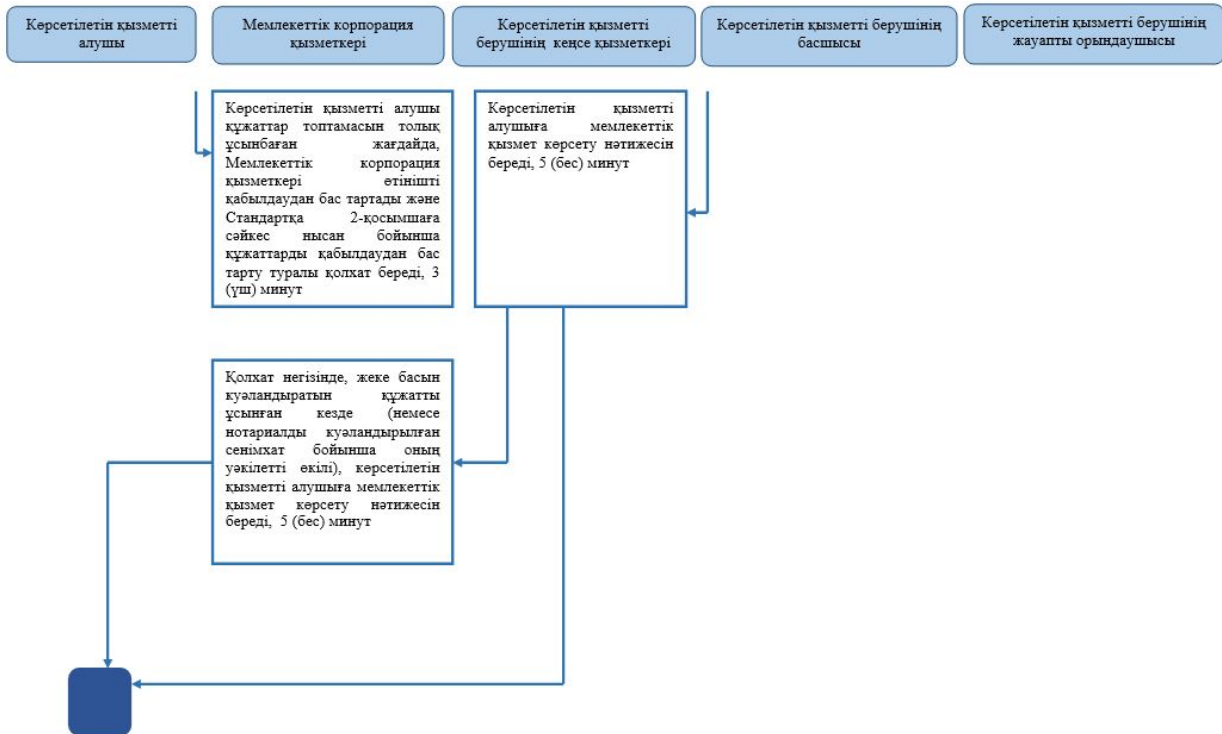 Көрсетілетін қызметті
алушы
Мемлекеттік корпорация
қызметкері
Көрсетілетін қызметті
берушінің кеңсе қызметкері
Көрсетілетін қызметті берушінің
басшысы
Көрсетілетін қызметті берушінің
жауапты орындаушысы
Көрсетілетін қызметті алушы
құжаттар топтамасын толық
ұсынбаған жағдайда,
Мемлекеттік корпорация
қызметкері өтінішті
қабылдаудан бас тартады және
Стандартқа 2-қосымшаға
сәйкес нысан бойынша
құжаттарды қабылдаудан бас
тарту туралы қолхат береді, 3
(үш) минут
Көрсетілетін қызметті
алушыға мемлекеттік
қызмет көрсету нәтижесін
береді, 5 (бес) минут
Қолхат негізінде, жеке басын
куәландыратын құжатты
ұсынған кезде (немесе
нотариалды куәландырылған
сенімхат бойынша оның
уәкілетті өкілі), көрсетілетін
қызметті алушыға мемлекеттік
қызмет көрсету нәтижесін
береді, 5 (бес) минут